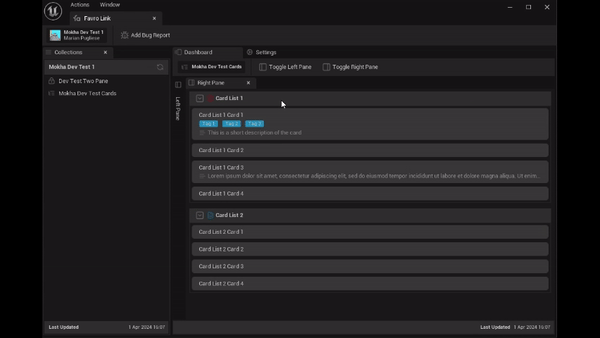 Actions Window
Favro Link
Mokha Dev Test 1
Marian Pugliese
Add Bug Report
Collections
Dashboard
Settings
Mokha Dev Test 1
Mokha Dev Test Cards
Toggle Left Pane
Toggle Right Pane
Dev Test Two Pane
Mokha Dev Test Cards
Left Pane
Right Pane
Card List 1
Card List 1 Card 1
Tag 1 Tag 2 Tag 3
This is a short description of the card
Card List 1 Card 2
Card List 1 Card 3
Lorem ipsum dolor sit amet, consectetur adipiscing elit, sed do eiusmod tempor incididunt ut labore et dolore magna aliqua. Ut enim...
Card List 1 Card 4
Card List 2
Card List 2 Card 1
Card List 2 Card 2
Card List 2 Card 3
Card List 2 Card 4
Last Updated 1 Apr 2024 15:07
Last Updated 1 Apr 2024 15:07